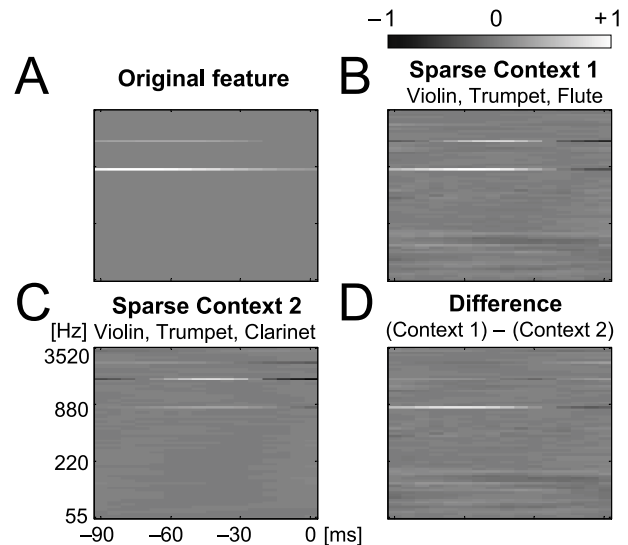 −1 0 +1
A Original feature
B Sparse Context 1
Violin, Trumpet, Flute
C Sparse Context 2
[Hz] Violin, Trumpet, Clarinet
D Difference
(Context 1) – (Context 2)
3520
880
220
55
−90 −60 −30 0 [ms]